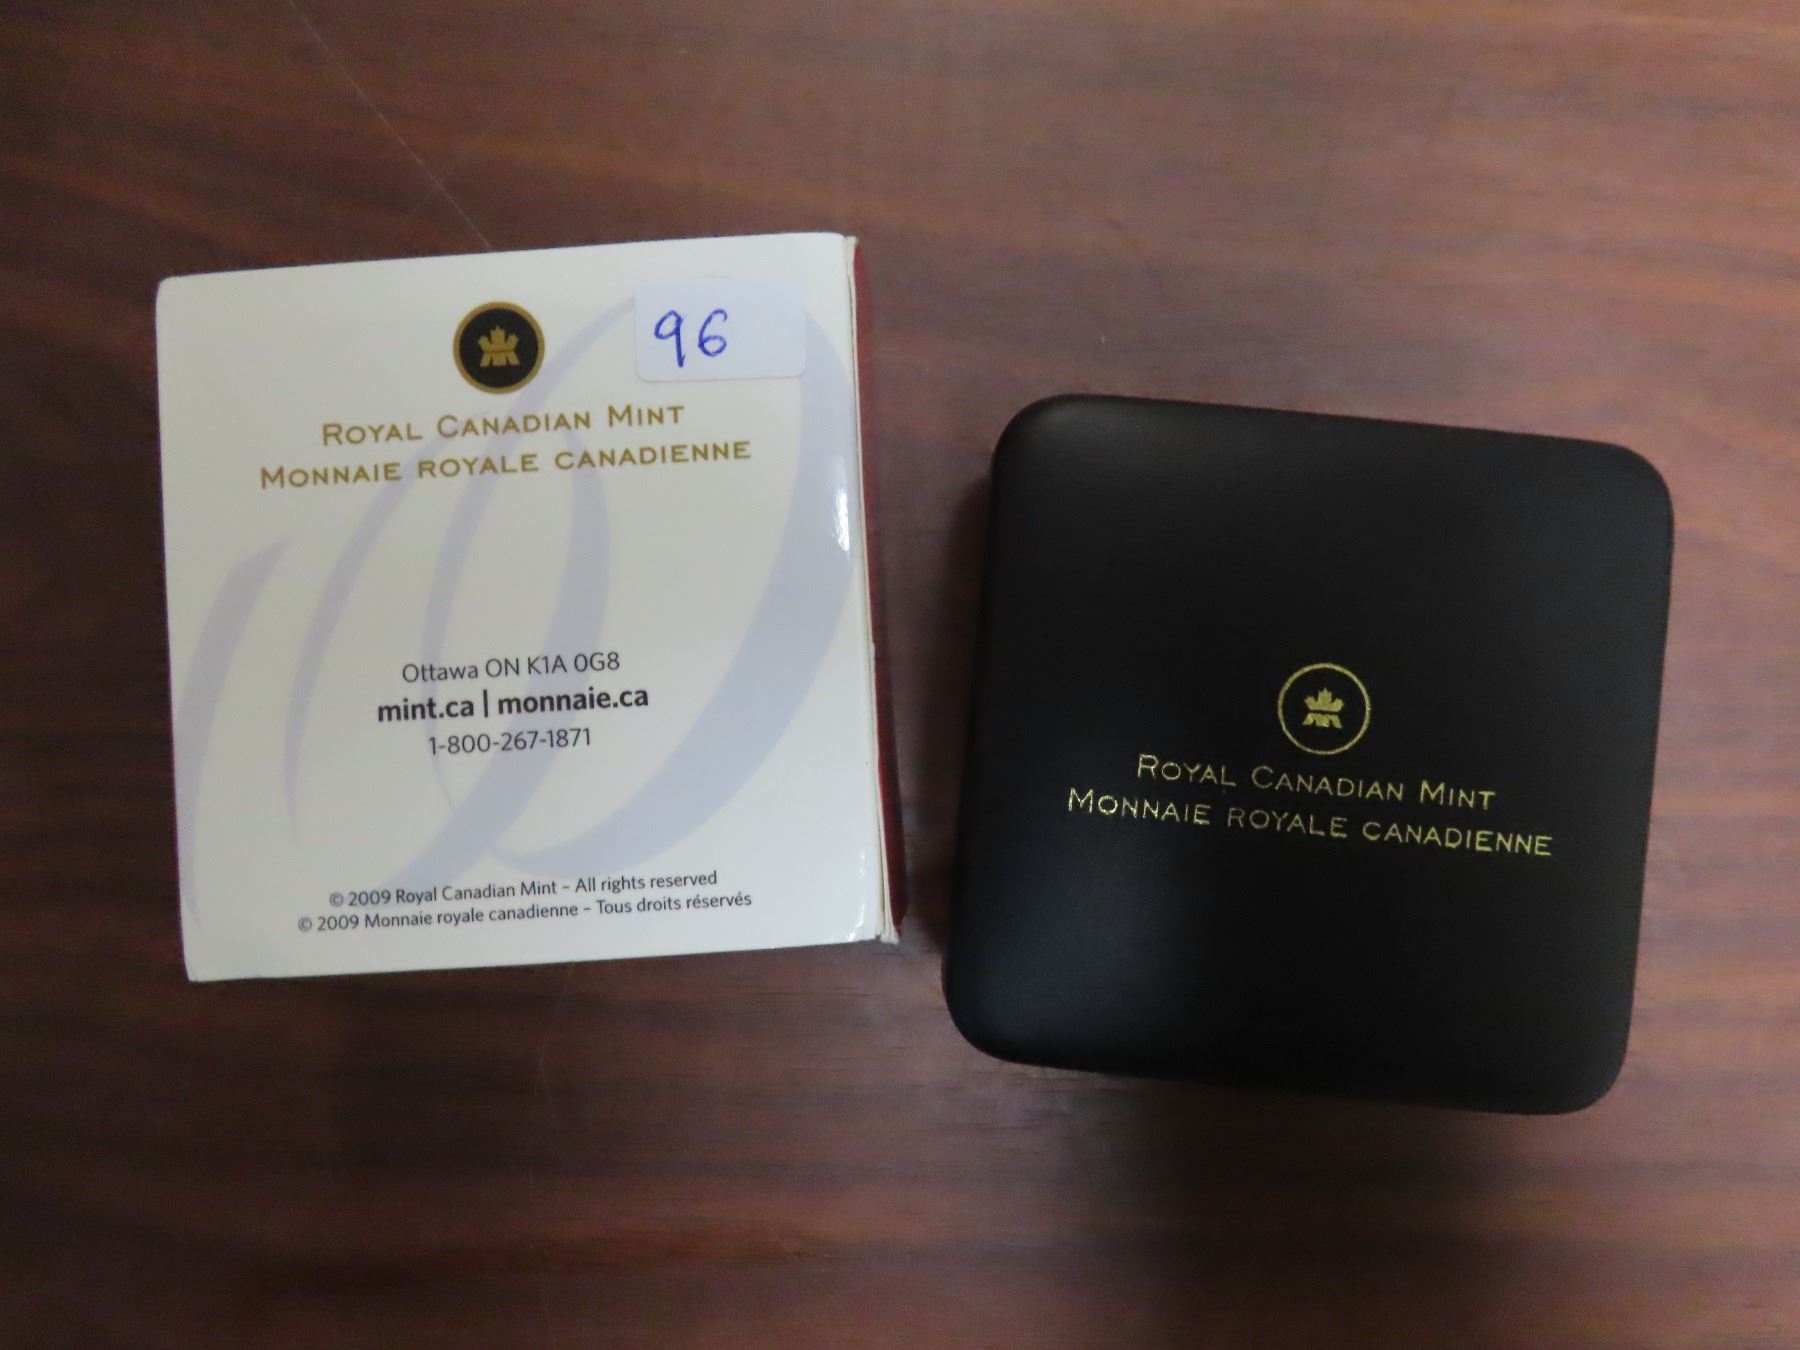 96
ROYAL CANADIAN MINT
MONNAIE ROYALE CANADIENNE
Ottawa ON K1A 0G8
mint.ca | monnaie.ca
1-800-267-1871
© 2009 Royal Canadian Mint – All rights reserved
© 2009 Monnaie royale canadienne – Tous droits réservés
ROYAL CANADIAN MINT
MONNAIE ROYALE CANADIENNE